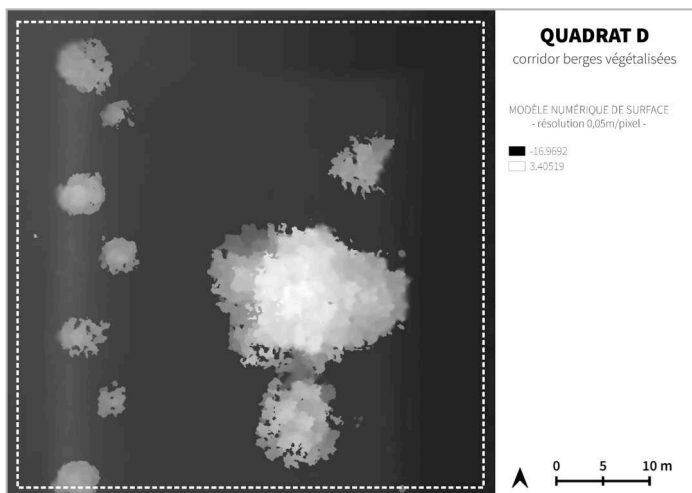 QUADRAT D
corridor berges végétalisées
MODÈLE NUMÉRIQUE DE SURFACE
- résolution 0,05m/pixel -
-16.9692
3.40519
0 5 10 m